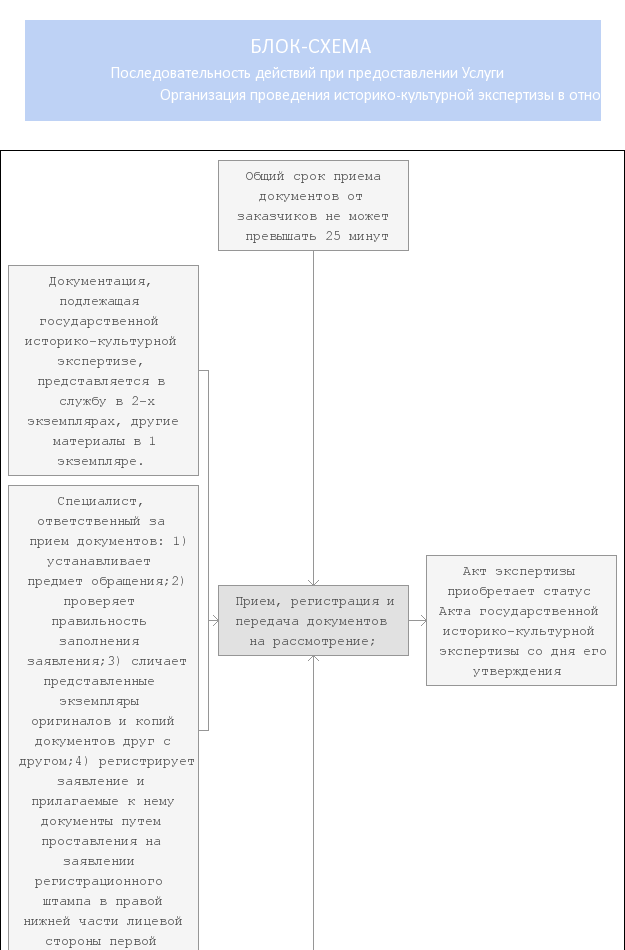 БЛОК-СХЕМА
Последовательность действий при предоставлении Услуги
Организация проведения историко-культурной экспертизы в отно
Общий срок приема
документов от
заказчиков не может
превышать 25 минут
Документация,
подлежащая
государственной
историко-культурной
экспертизе,
представляется в
службу в 2-х
экземплярах, другие
материалы в 1
экземпляре.
Специалист,
ответственный за
прием документов: 1)
устанавливает
предмет обращения;2)
проверяет
правильность
заполнения
заявления;3) сличает
представленные
экземпляры
оригиналов и копий
документов друг с
другом;4) регистрирует
заявление и
прилагаемые к нему
документы путем
проставления на
заявлении
регистрационного
штампа в правой
нижней части лицевой
стороны первой
Прием, регистрация и
передача документов
на рассмотрение;
Акт экспертизы
приобретает статус
Акта государственной
историко-культурной
экспертизы со дня его
утверждения